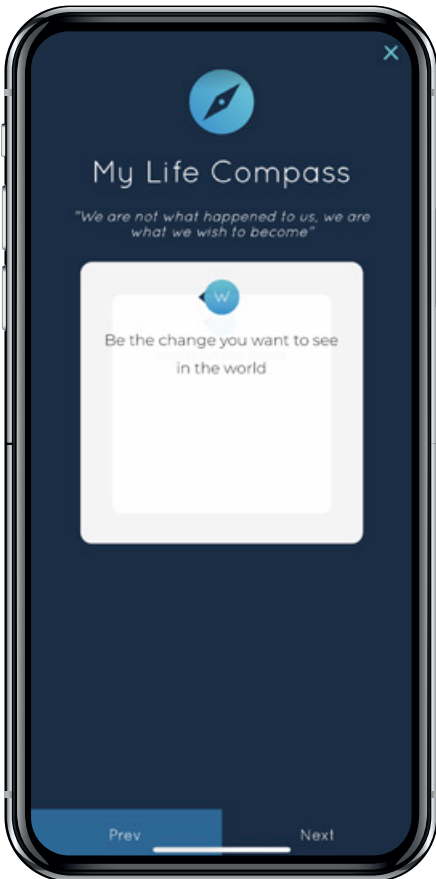 My Life Compass
"We are not what happened to us, we are
what we wish to become"
W
Be the change you want to see
in the world
Prev
Next